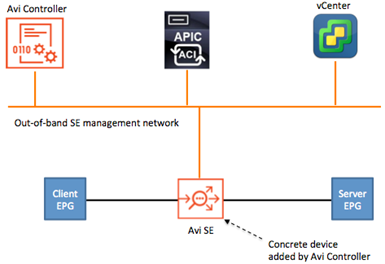 Avi Controller
vCenter
0110
APIC
ACI
Out-of-band SE management network
Client
EPG
Server
EPG
Avi SE
Concrete device
added by Avi Controller